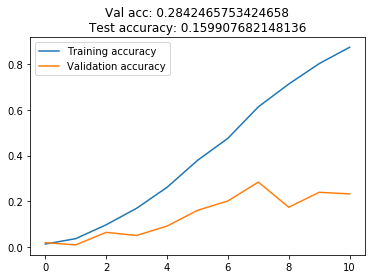 Val acc: 0.2842465753424658
Test accuracy: 0.159907682148136
Training accuracy
Validation accuracy
0.8
0.6
0.4
0.2
0.0
0 2 4 6 8 10